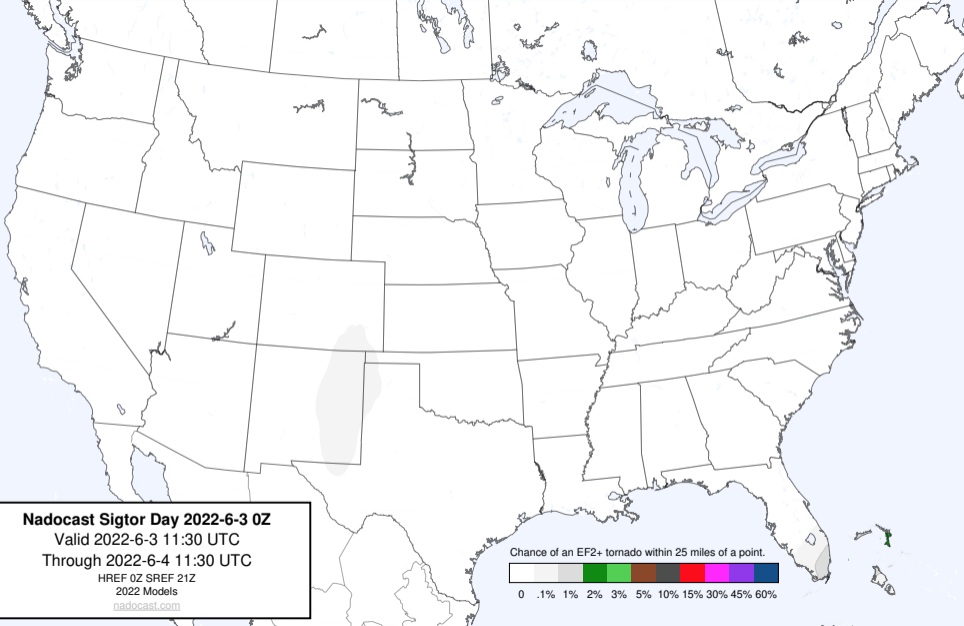 Nadocast Sigtor Day 2022-6-3 0Z
Valid 2022-6-3 11:30 UTC
Through 2022-6-4 11:30 UTC
HREF 0Z SREF 21Z
2022 Models
nadocast.com
Chance of an EF2+ tornado within 25 miles of a point.
0 .1% 1% 2% 3% 5% 10% 15% 30% 45% 60%